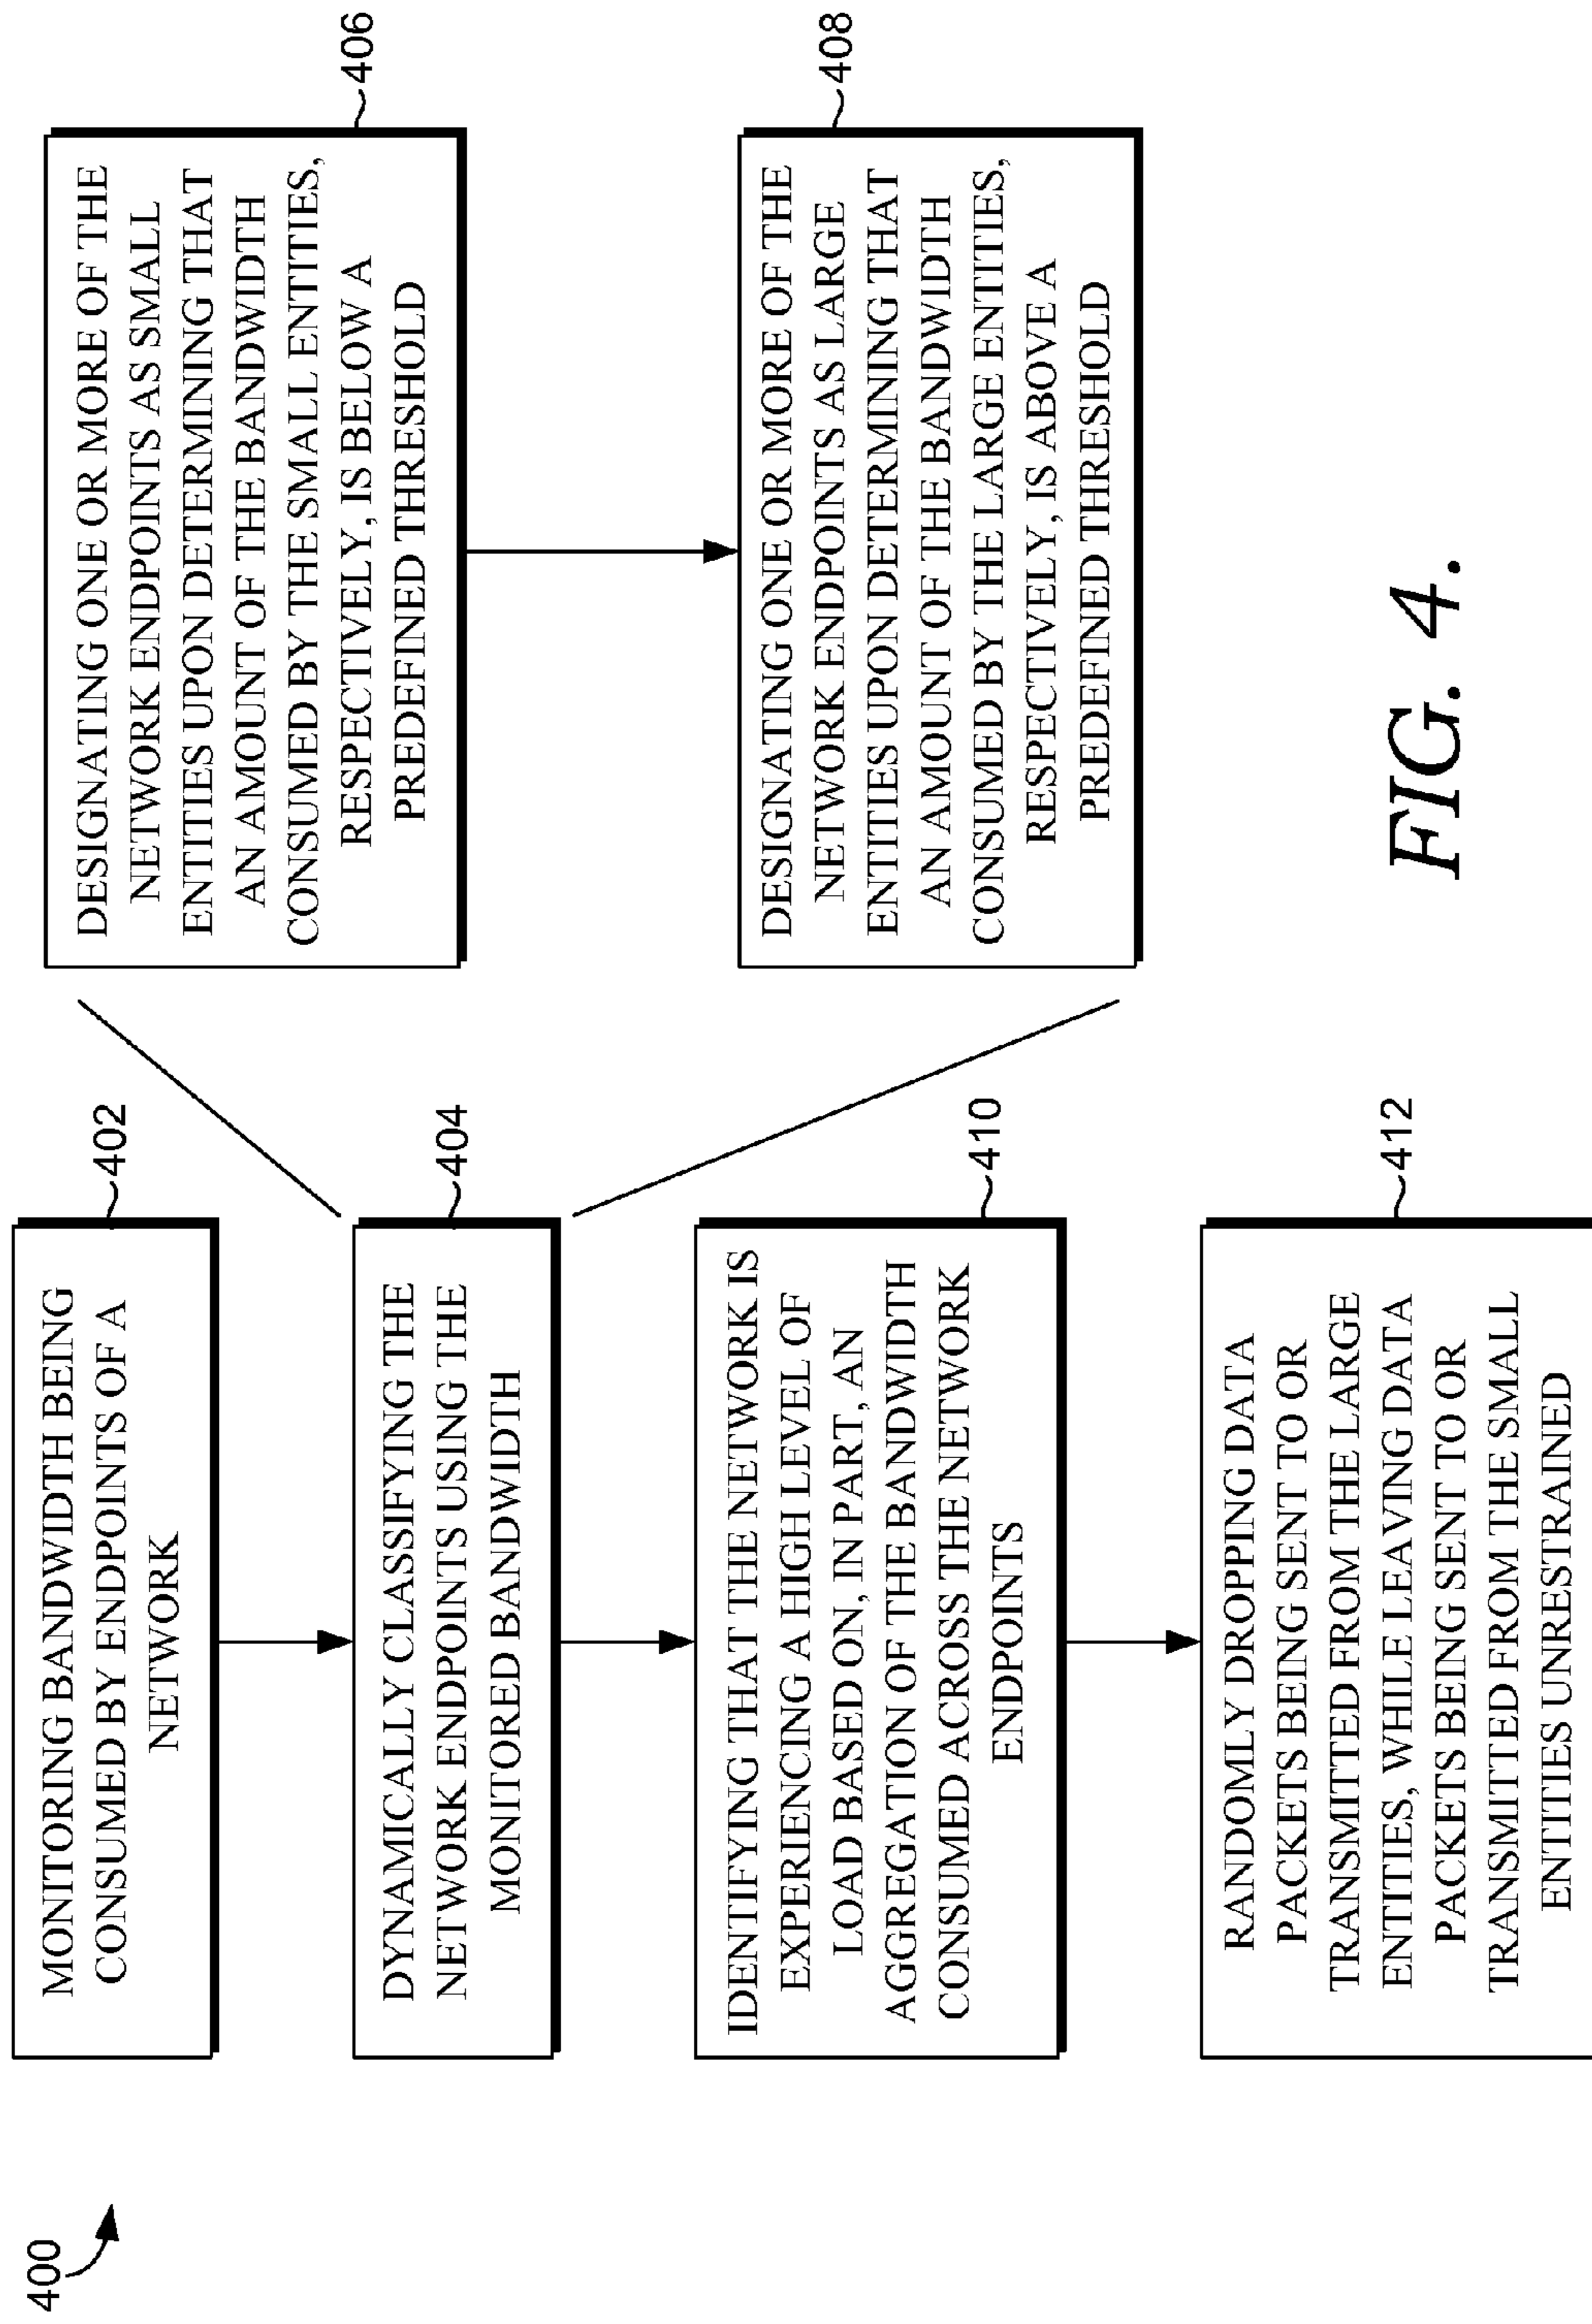 400
MONITORING BANDWIDTH BEING
CONSUMED BY ENDPOINTS OF A
NETWORK
402
DYNAMICALLY CLASSIFYING THE
NETWORK ENDPOINTS USING THE
MONITORED BANDWIDTH
404
DESIGNATING ONE OR MORE OF THE
NETWORK ENDPOINTS AS SMALL
ENTITIES UPON DETERMINING THAT
AN AMOUNT OF THE BANDWIDTH
CONSUMED BY THE SMALL ENTITIES,
RESPECTIVELY, IS BELOW A
PREDEFINED THRESHOLD
406
DESIGNATING ONE OR MORE OF THE
NETWORK ENDPOINTS AS LARGE
ENTITIES UPON DETERMINING THAT
AN AMOUNT OF THE BANDWIDTH
CONSUMED BY THE LARGE ENTITIES,
RESPECTIVELY, IS ABOVE A
PREDEFINED THRESHOLD
408
IDENTIFYING THAT THE NETWORK IS
EXPERIENCING A HIGH LEVEL OF
LOAD BASED ON, IN PART, AN
AGGREGATION OF THE BANDWIDTH
CONSUMED ACROSS THE NETWORK
ENDPOINTS
410
RANDOMLY DROPPING DATA
PACKETS BEING SENT TO OR
TRANSMITTED FROM THE LARGE
ENTITIES, WHILE LEAVING DATA
PACKETS BEING SENT TO OR
TRANSMITTED FROM THE SMALL
ENTITIES UNRESTRAINED
412
FIG. 4.